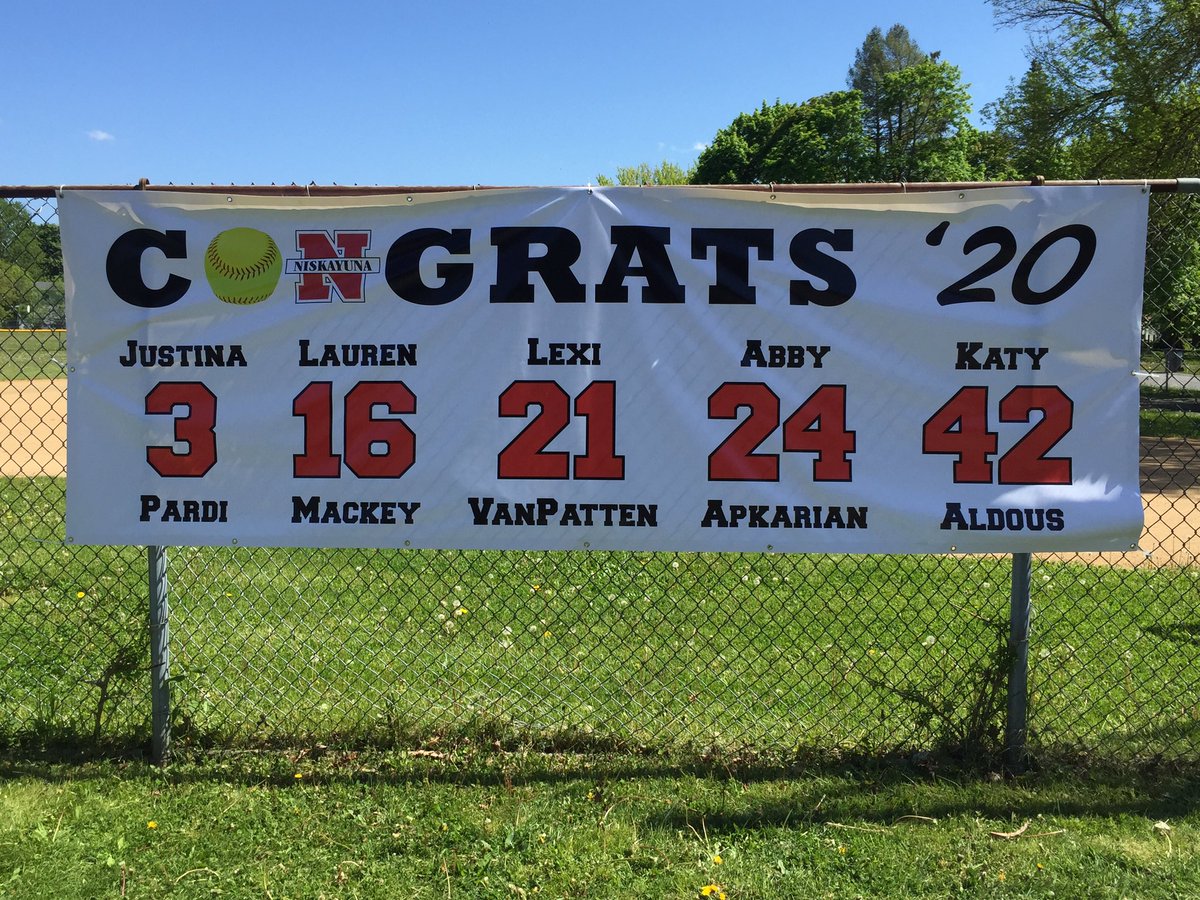 CONGRATS '20
NISKAYUNA
Justina Lauren Lexi Abby Katy
3 16 21 24 42
Pardi Mackey VanPatten Apkarian Aldous